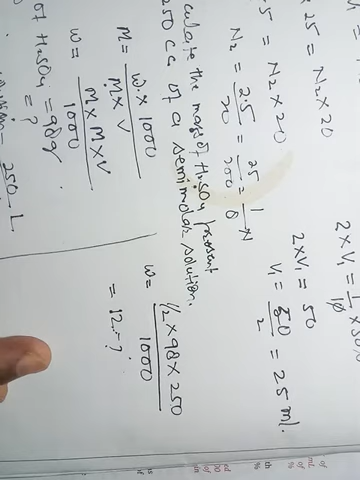 × 25 = N₂ × 20
× 5 = N₂ × 20
N₂ = 2.5/20 = 25/200 = 1/8 N
culate the mass of H₂SO₄ present
250 cc of a semimolar solution.
M = W × 1000 / M × V
W = M × M × V / 1000
of H₂SO₄ = 98g
= ?
250
L
2 × V₁ = 1/10 ×
2 × V₁ = 50
V₁ = 50/2 = 25 ml.
W = 1/2 × 98 × 250 / 1000
= 12.-?